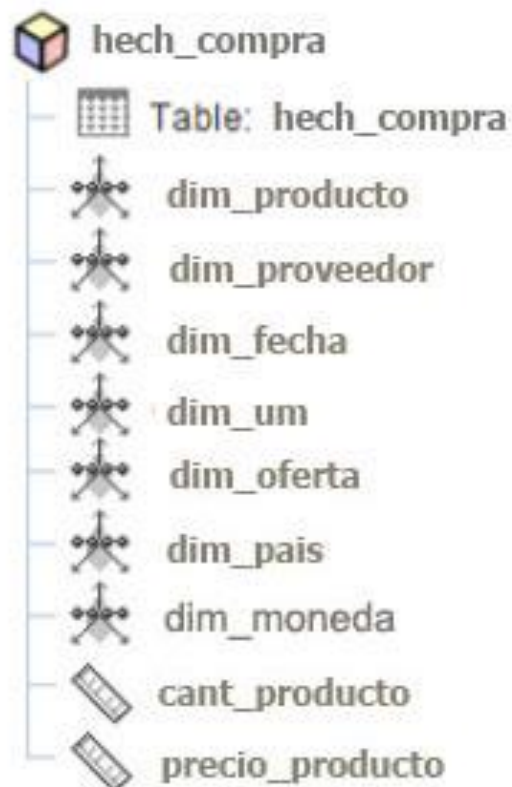 hech_compra
Table: hech_compra
dim_producto
dim_proveedor
dim_fecha
dim_um
dim_oferta
dim_pais
dim_moneda
cant_producto
precio_producto